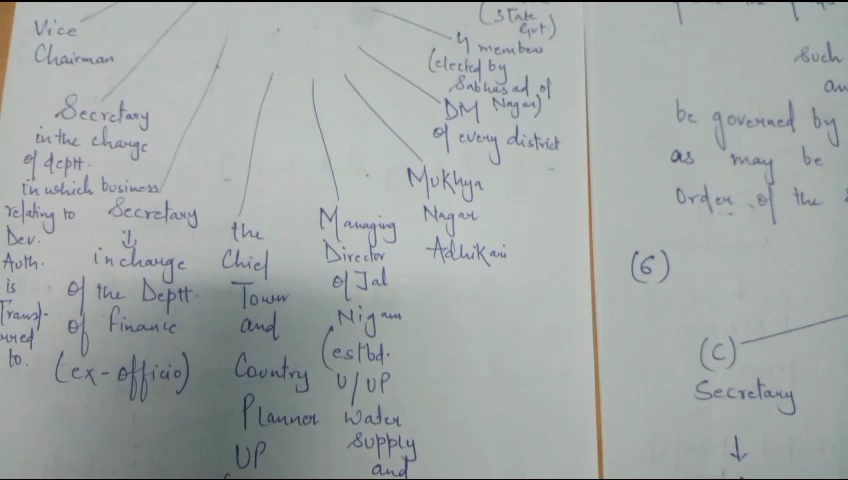 Vice
Chairman
Secretary
in the charge
of deptt.
in which business
relating to
Dev.
Auth.
is
Transf-
rred
to.
Secretary
↓
incharge
of the Deptt.
of Finance
(ex-officio)
the
Chief
Town
and
Country
Planner
UP
Managing
Director
of Jal
Nigam
(estbd.
U/UP
Water
Supply
and
Mukhya
Nagar
Adhikari
(State
Gvt.)
4 members
(elected by
Sabhasad of
Nagar)
DM
of every district
such
an
be governed by
as may be
Order of the
(6)
(C)
Secretary
↓